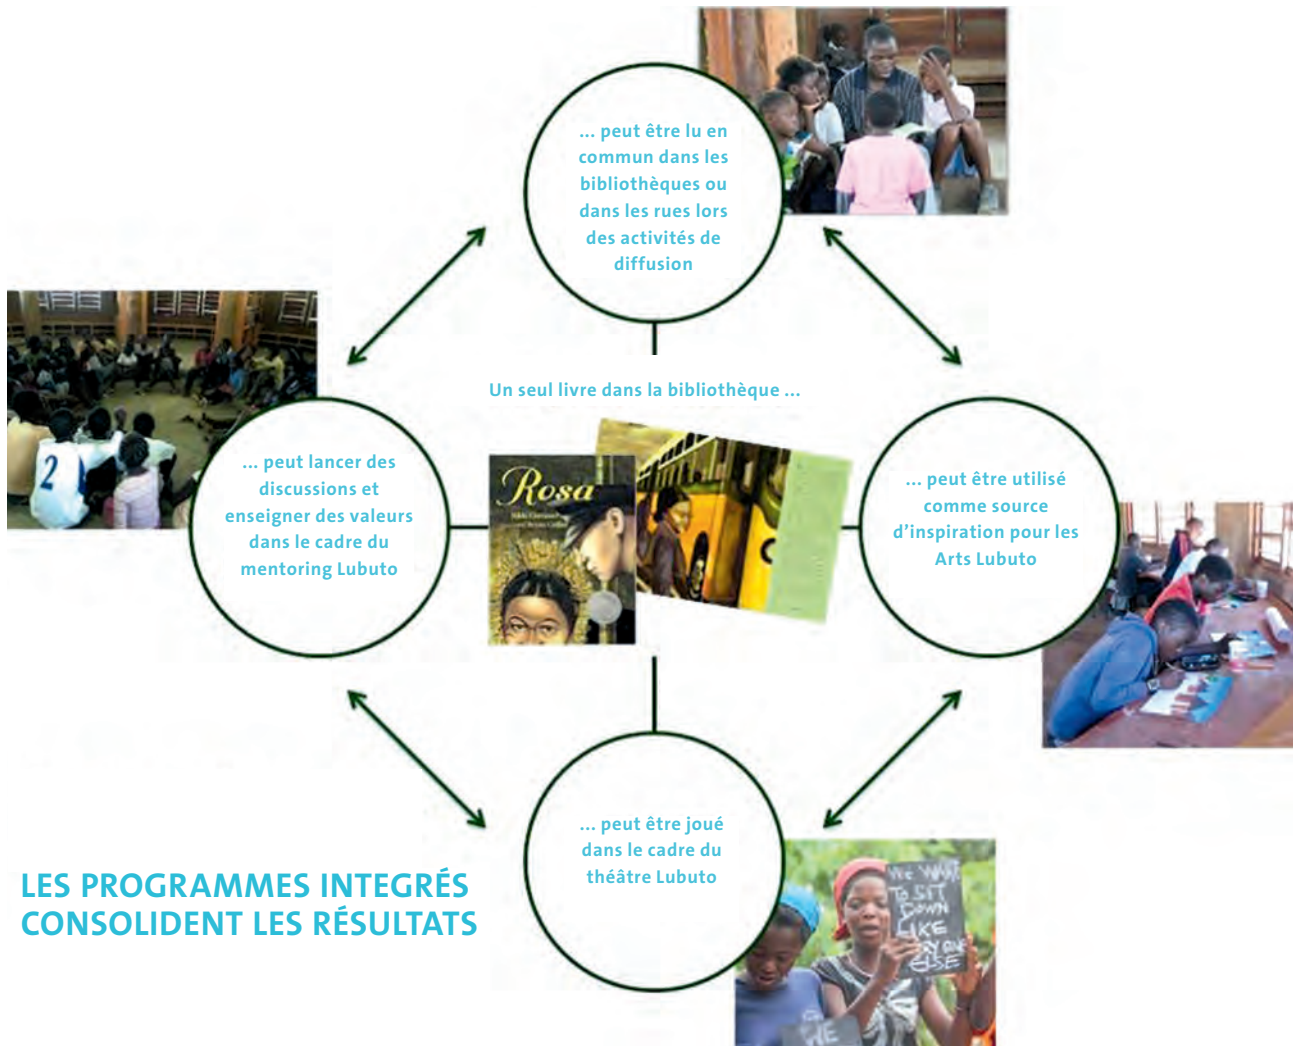 ... peut être lu en
commun dans les
bibliothèques ou
dans les rues lors
des activités de
diffusion
Un seul livre dans la bibliothèque ...
... peut lancer des
discussions et
enseigner des valeurs
dans le cadre du
mentoring Lubuto
2
Rosa
... peut être utilisé
comme source
d’inspiration pour les
Arts Lubuto
... peut être joué
dans le cadre du
théâtre Lubuto
WE WANT
TO SIT
DOWN
LIKE
ELSE
WE
LES PROGRAMMES INTEGRÉS
CONSOLIDENT LES RÉSULTATS